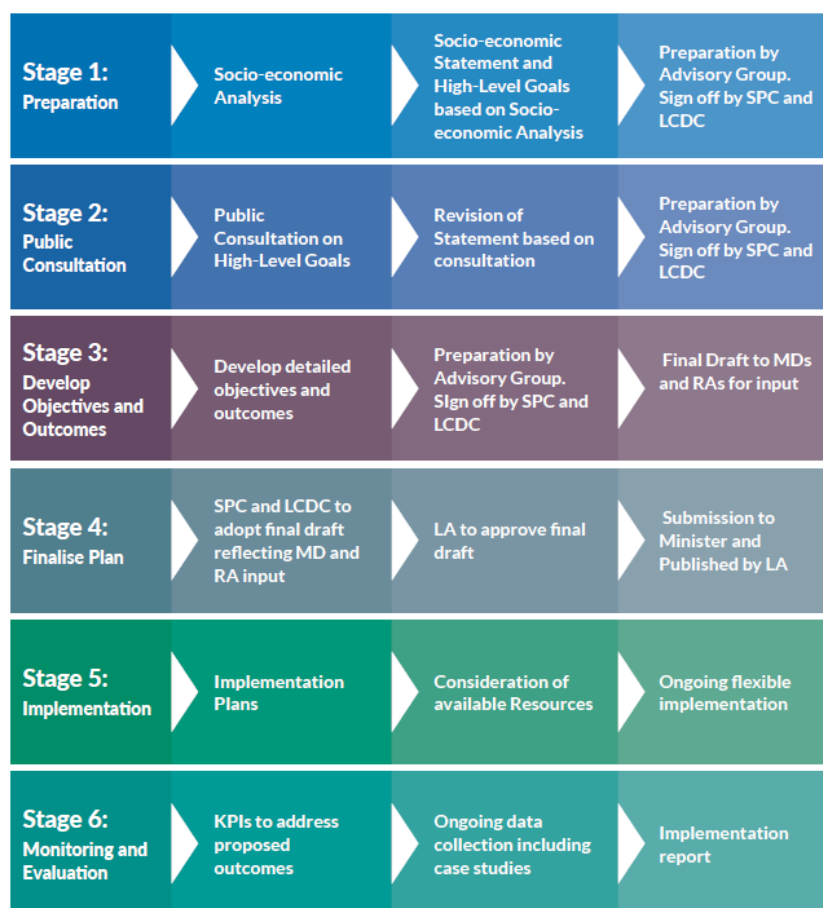 Stage 1:
Preparation
Socio-economic
Analysis
Socio-economic
Statement and
High-Level Goals
based on Socio-
economic Analysis
Preparation by
Advisory Group.
Sign off by SPC and
LCDC
Stage 2:
Public
Consultation
Public
Consultation on
High-Level Goals
Revision of
Statement based on
consultation
Preparation by
Advisory Group.
Sign off by SPC and
LCDC
Stage 3:
Develop
Objectives and
Outcomes
Develop detailed
objectives and
outcomes
Preparation by
Advisory Group.
SIgn off by SPC and
LCDC
Final Draft to MDs
and RAs for input
Stage 4:
Finalise Plan
SPC and LCDC to
adopt final draft
reflecting MD and
RA input
LA to approve final
draft
Submission to
Minister and
Published by LA
Stage 5:
Implementation
Implementation
Plans
Consideration of
available Resources
Ongoing flexible
implementation
Stage 6:
Monitoring and
Evaluation
KPIs to address
proposed
outcomes
Ongoing data
collection including
case studies
Implementation
report